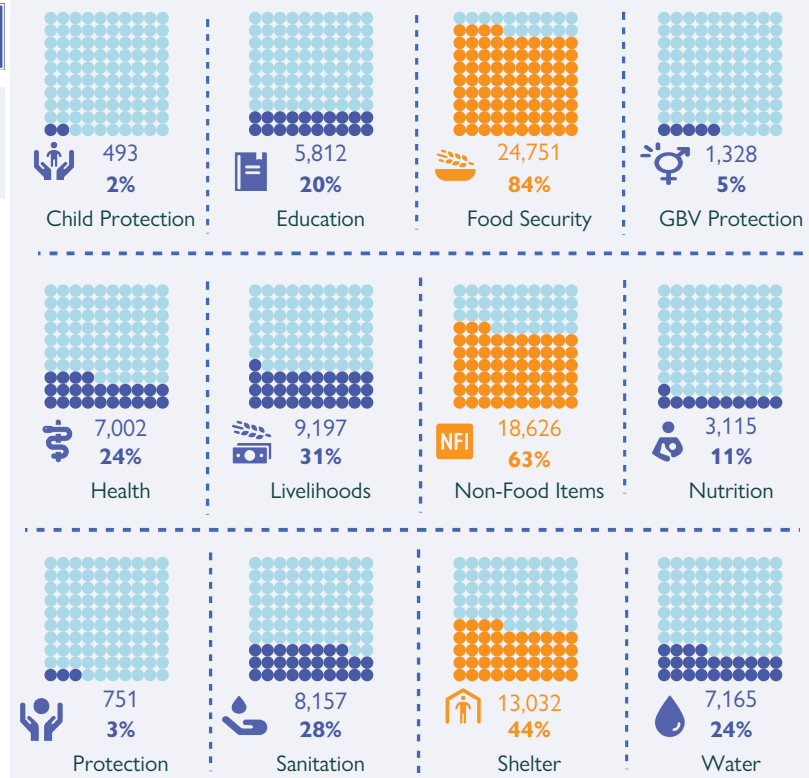 493
2%
Child Protection
5,812
20%
Education
24,751
84%
Food Security
1,328
5%
GBV Protection
7,002
24%
Health
9,197
31%
Livelihoods
NFI
18,626
63%
Non-Food Items
3,115
11%
Nutrition
751
3%
Protection
8,157
28%
Sanitation
13,032
44%
Shelter
7,165
24%
Water